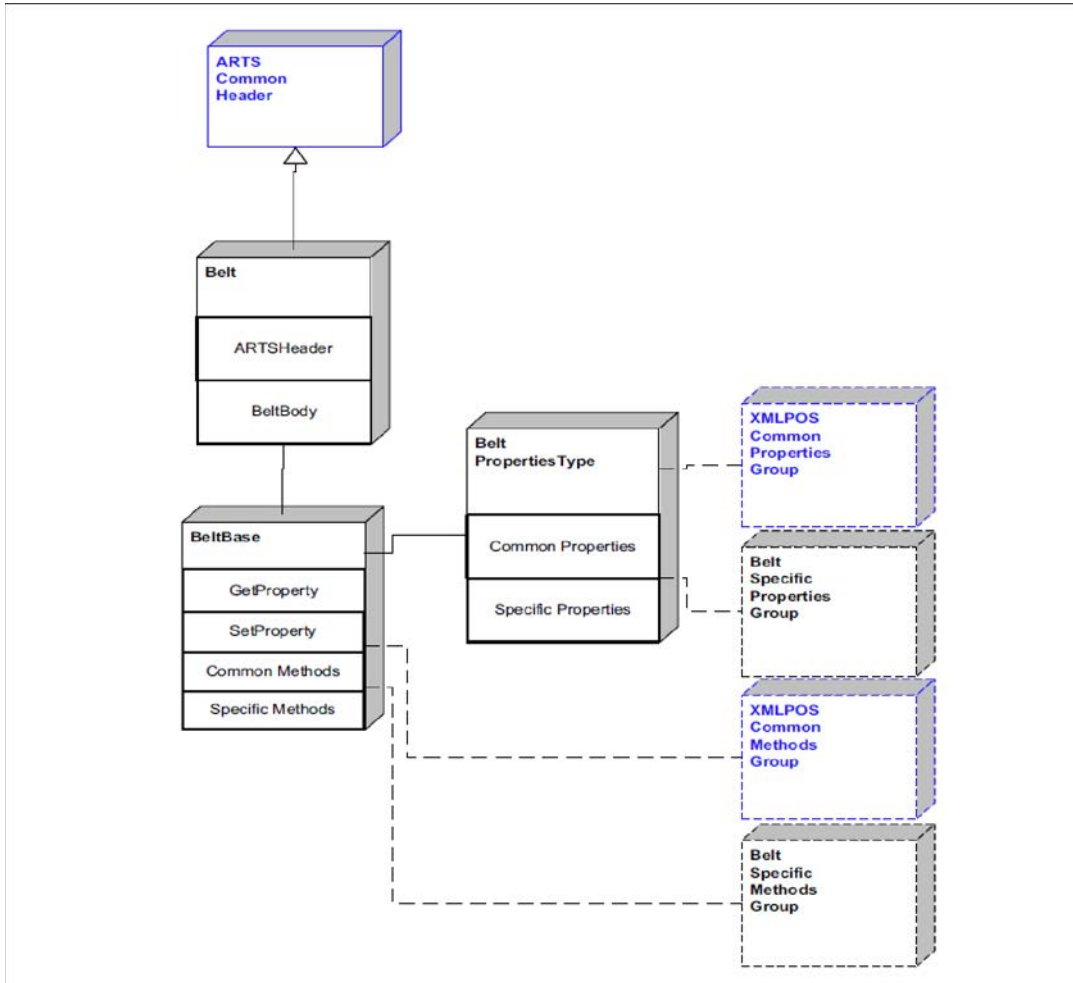 ARTS
Common
Header
Belt
ARTSHeader
BeltBody
BeltBase
GetProperty
SetProperty
Common Methods
Specific Methods
Belt
PropertiesType
Common Properties
Specific Properties
XMLPOS
Common
Properties
Group
Belt
Specific
Properties
Group
XMLPOS
Common
Methods
Group
Belt
Specific
Methods
Group